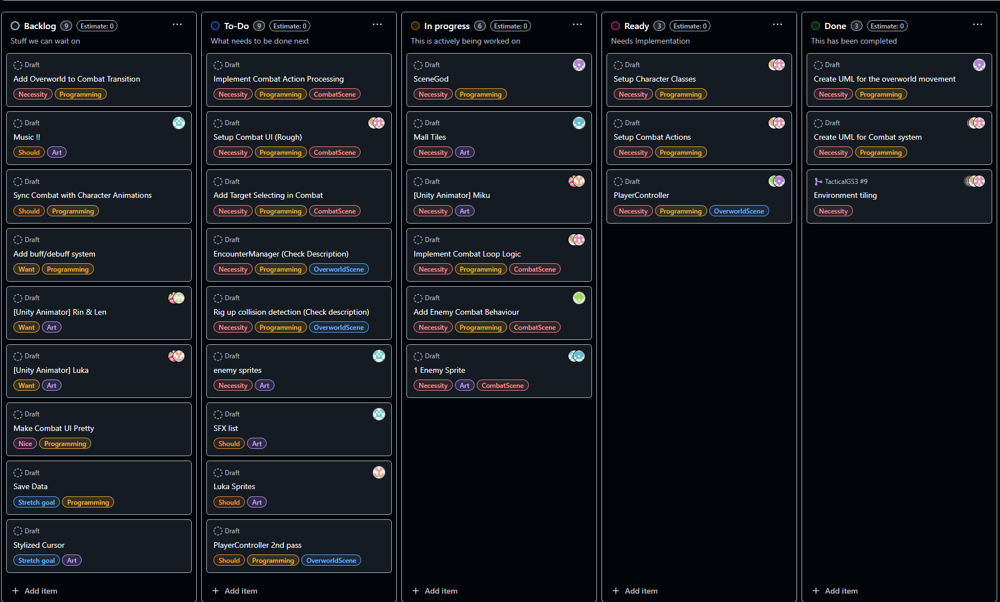 Backlog 9 Estimate: 0
Stuff we can wait on
Draft
Add Overworld to Combat Transition
Necessity Programming
Draft
Music !!
Should Art
Draft
Sync Combat with Character Animations
Should Programming
Draft
Add buff/debuff system
Want Programming
Draft
[Unity Animator] Rin & Len
Want Art
Draft
[Unity Animator] Luka
Want Art
Draft
Make Combat UI Pretty
Nice Programming
Draft
Save Data
Stretch goal Programming
Draft
Stylized Cursor
Stretch goal Art
+ Add item
To-Do 9 Estimate: 0
What needs to be done next
Draft
Implement Combat Action Processing
Necessity Programming CombatScene
Draft
Setup Combat UI (Rough)
Necessity Programming CombatScene
Draft
Add Target Selecting in Combat
Necessity Programming CombatScene
Draft
EncounterManager (Check Description)
Necessity Programming OverworldScene
Draft
Rig up collision detection (Check description)
Necessity Programming OverworldScene
Draft
enemy sprites
Necessity Art
Draft
SFX list
Should Art
Draft
Luka Sprites
Should Art
Draft
PlayerController 2nd pass
Should Programming OverworldScene
+ Add item
In progress 6 Estimate: 0
This is actively being worked on
Draft
SceneGod
Necessity Programming
Draft
Mall Tiles
Necessity Art
Draft
[Unity Animator] Miku
Necessity Art
Draft
Implement Combat Loop Logic
Necessity Programming CombatScene
Draft
Add Enemy Combat Behaviour
Necessity Programming CombatScene
Draft
1 Enemy Sprite
Necessity Art CombatScene
+ Add item
Ready 3 Estimate: 0
Needs Implementation
Draft
Setup Character Classes
Necessity Programming
Draft
Setup Combat Actions
Necessity Programming
Draft
PlayerController
Necessity Programming OverworldScene
+ Add item
Done 3 Estimate: 0
This has been completed
Draft
Create UML for the overworld movement
Necessity Programming
Draft
Create UML for Combat system
Necessity Programming
TacticalGS3 #9
Environment tiling
Necessity
+ Add item